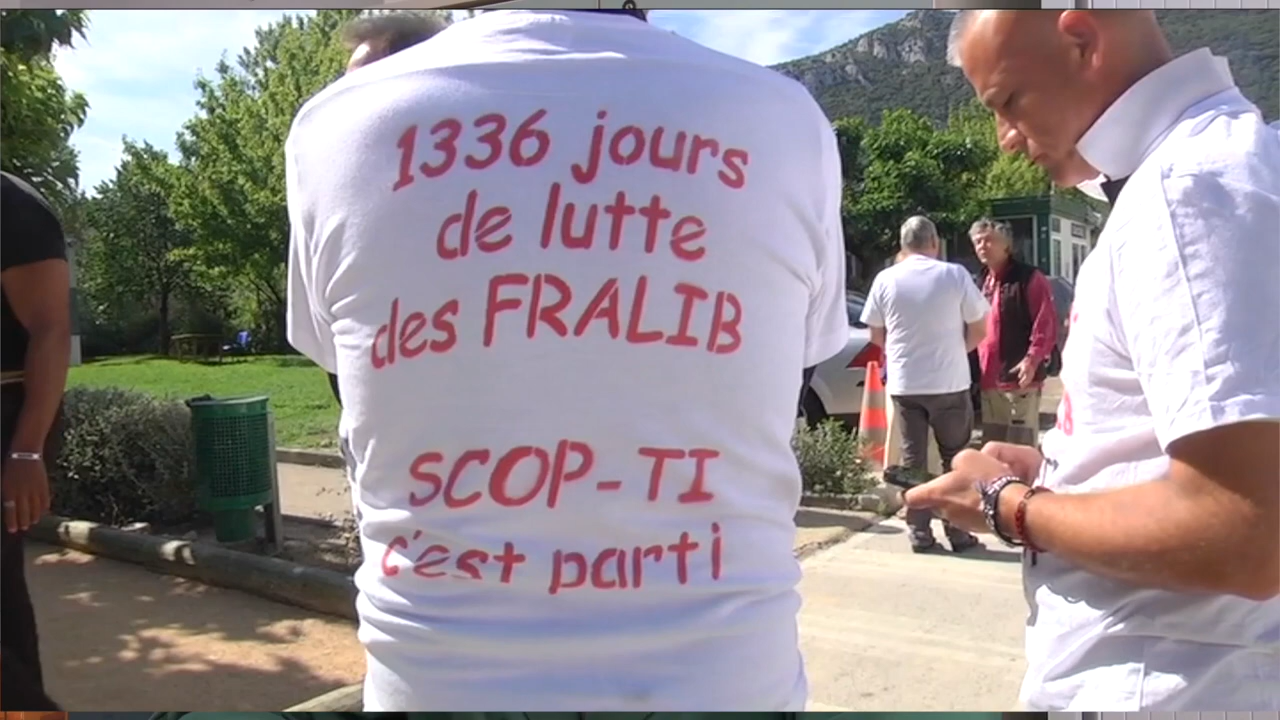 1336 jours
de lutte
des FRALIB
SCOP-TI
c'est parti